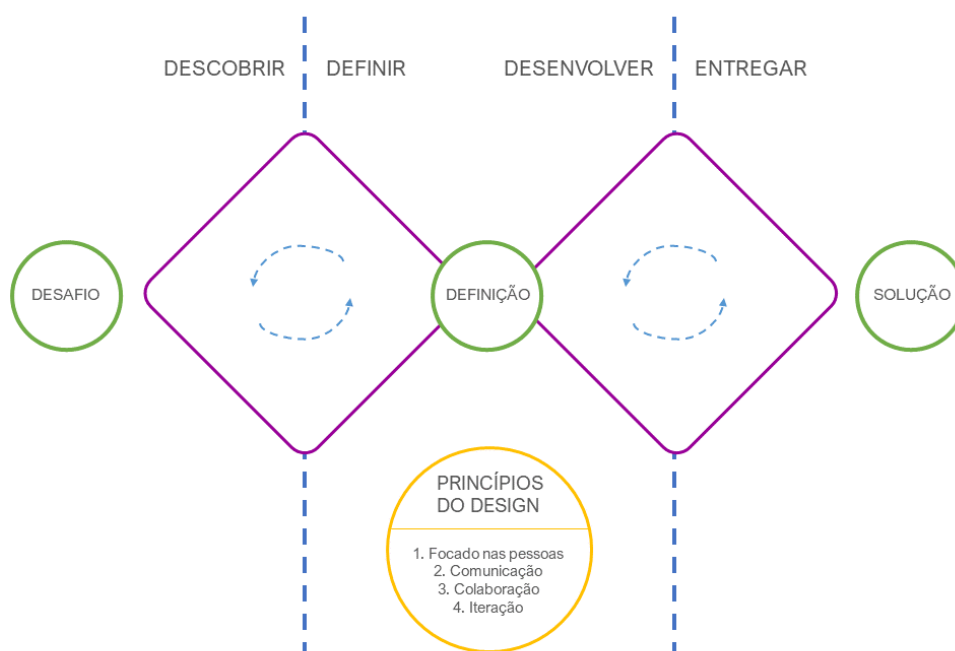 DESCOBRIR
DEFINIR
DESENVOLVER
ENTREGAR
DESAFIO
DEFINIÇÃO
SOLUÇÃO
PRINCÍPIOS
DO DESIGN
1. Focado nas pessoas
2. Comunicação
3. Colaboração
4. Iteração